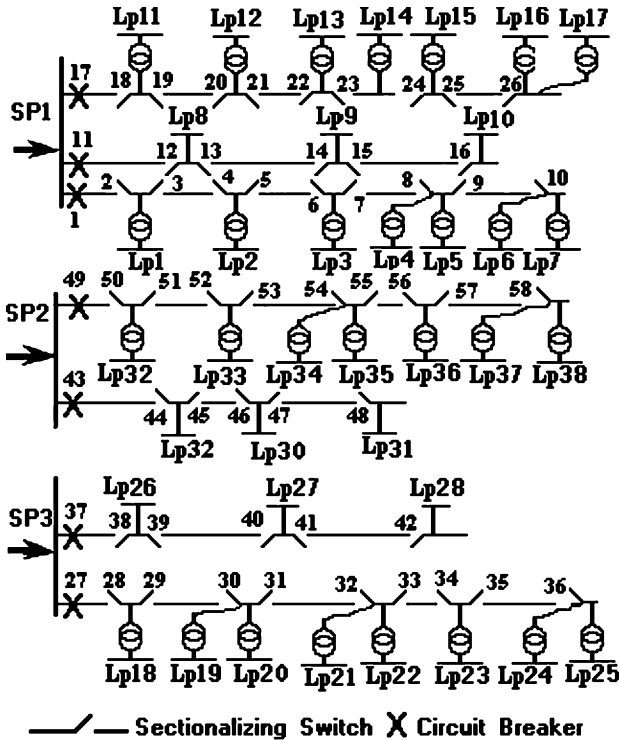 Lp11 Lp12 Lp13 Lp14 Lp15 Lp16 Lp17
17 18 19 20 21 22 23 24 25 26
SP1
Lp8 Lp9 Lp10
11 12 13 14 15 16
1 2 3 4 5 6 7 8 9 10
Lp1 Lp2 Lp3 Lp4 Lp5 Lp6 Lp7
49 50 51 52 53 54 55 56 57 58
SP2
Lp32 Lp33 Lp34 Lp35 Lp36 Lp37 Lp38
43 44 45 46 47 48
Lp32 Lp30 Lp31
Lp26 Lp27 Lp28
SP3
37 38 39 40 41 42
27 28 29 30 31 32 33 34 35 36
Lp18 Lp19 Lp20 Lp21 Lp22 Lp23 Lp24 Lp25
Sectionalizing Switch Circuit Breaker